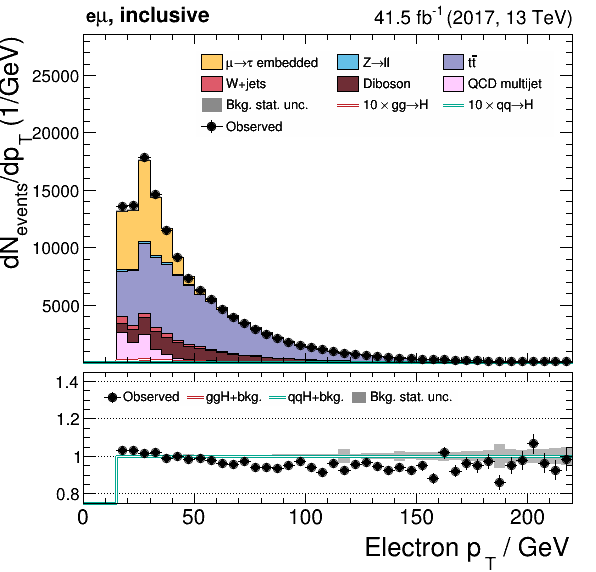 eμ, inclusive 41.5 fb⁻¹ (2017, 13 TeV)
dN_events/dp_T (1/GeV)
μ→τ embedded Z→ll tt̄
W+jets Diboson QCD multijet
Bkg. stat. unc. 10 × gg→H 10 × qq→H
Observed
25000
20000
15000
10000
5000
Observed ggH+bkg. qqH+bkg. Bkg. stat. unc.
1.4
1.2
1
0.8
0 50 100 150 200
Electron p_T / GeV